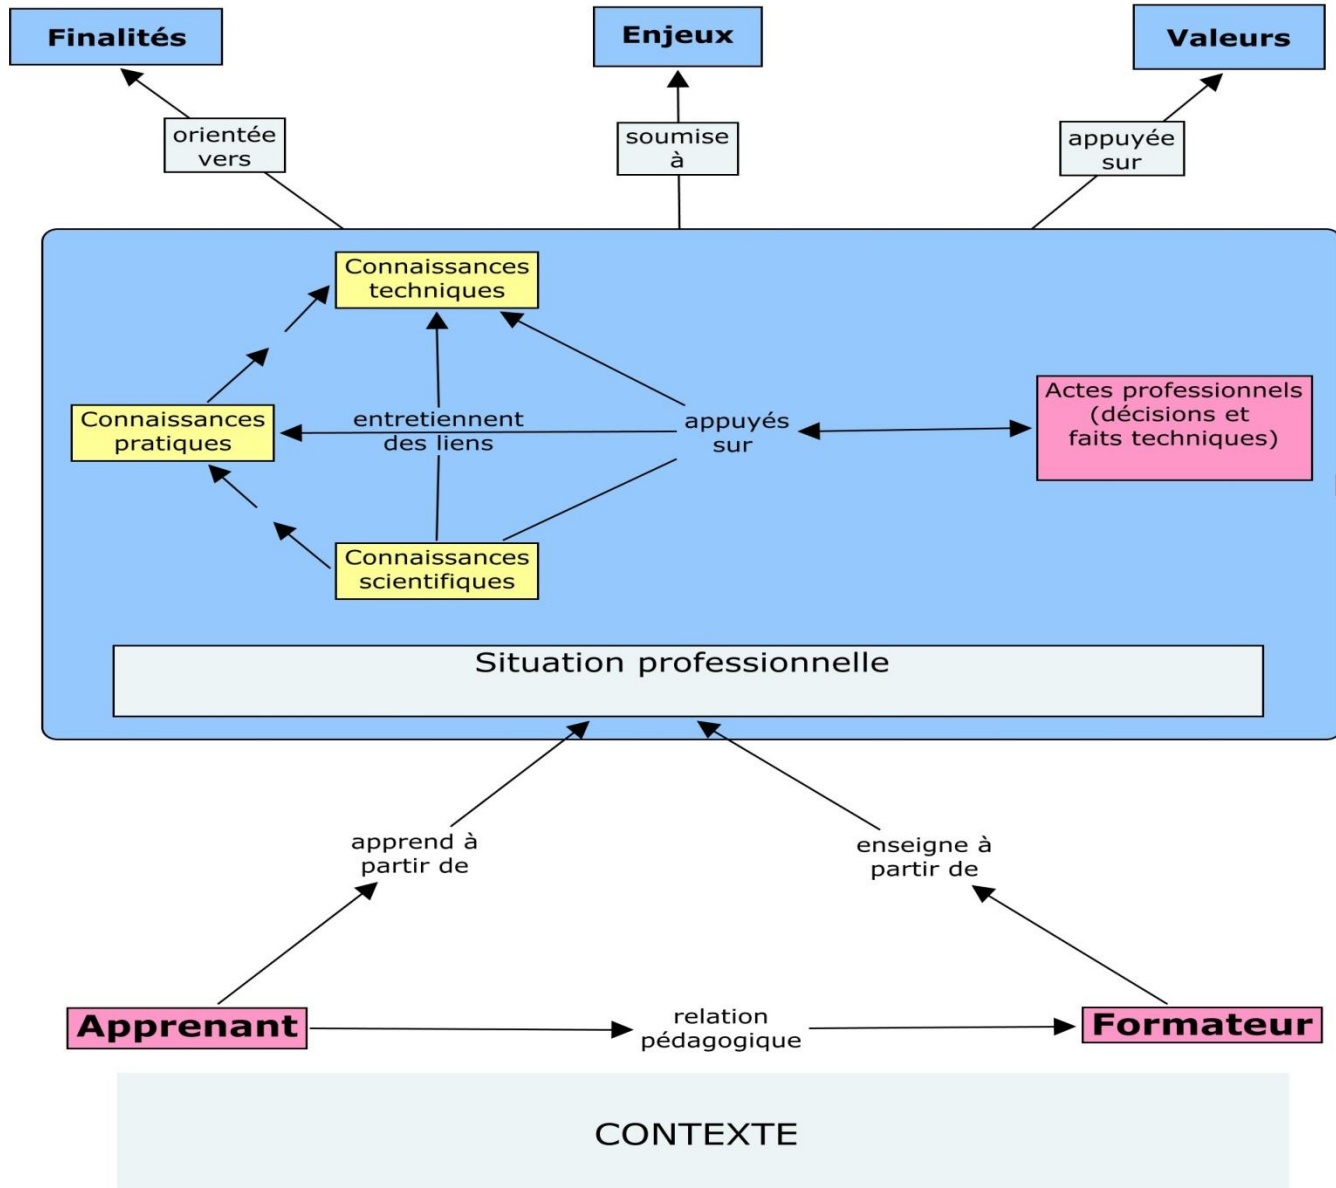 Finalités
Enjeux
Valeurs
orientée
vers
soumise
à
appuyée
sur
Connaissances
techniques
Connaissances
pratiques
entretiennent
des liens
appuyés
sur
Actes professionnels
(décisions et
faits techniques)
Connaissances
scientifiques
Situation professionnelle
apprend à
partir de
enseigne à
partir de
Apprenant
relation
pédagogique
Formateur
CONTEXTE